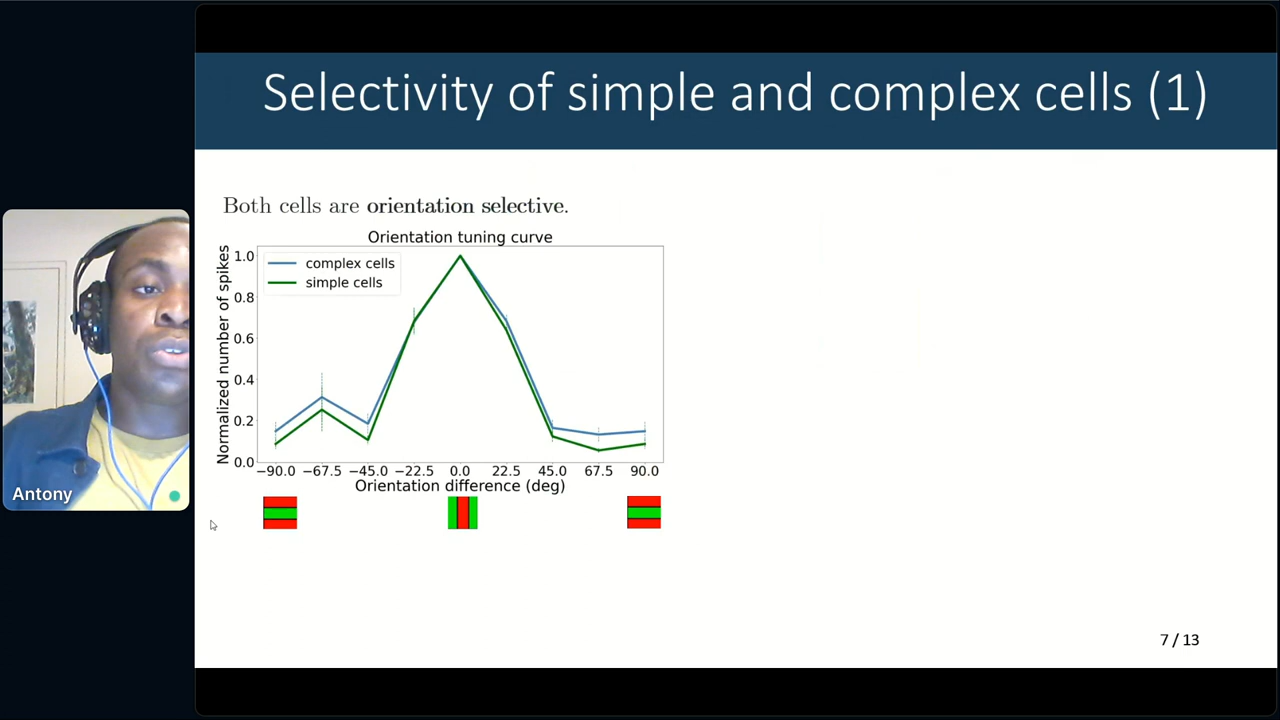 Selectivity of simple and complex cells (1)
Both cells are orientation selective.
Orientation tuning curve
Normalized number of spikes
1.0
0.8
0.6
0.4
0.2
0.0
complex cells
simple cells
−90.0 −67.5 −45.0 −22.5 0.0 22.5 45.0 67.5 90.0
Orientation difference (deg)
Antony
7 / 13